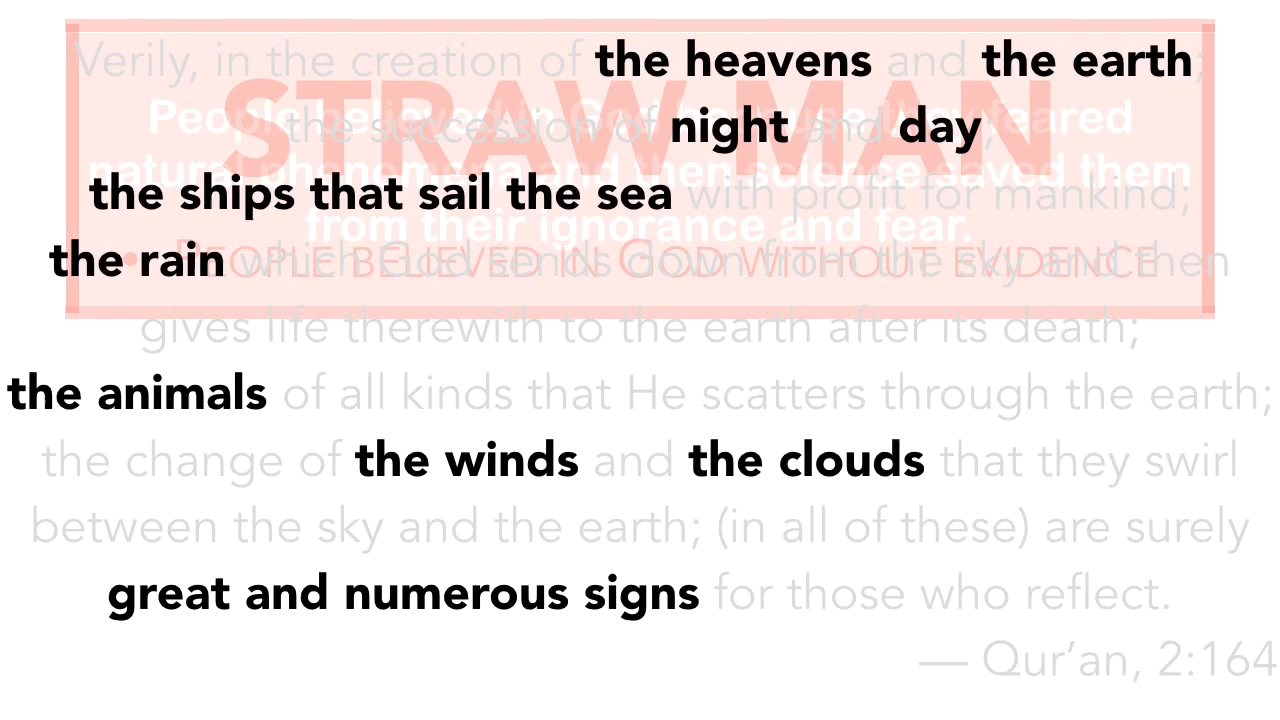 Verily, in the creation of the heavens and the earth;
STRAW MAN
People believed in God because they feared
the succession of night and day;
natural phenomena and then science saved them
the ships that sail the sea with profit for mankind;
from their ignorance and fear.
• PEOPLE BELIEVED IN GOD WITHOUT EVIDENCE
the rain which God sends down from the sky and then
gives life therewith to the earth after its death;
the animals of all kinds that He scatters through the earth;
the change of the winds and the clouds that they swirl
between the sky and the earth; (in all of these) are surely
great and numerous signs for those who reflect.
— Qur’an, 2:164